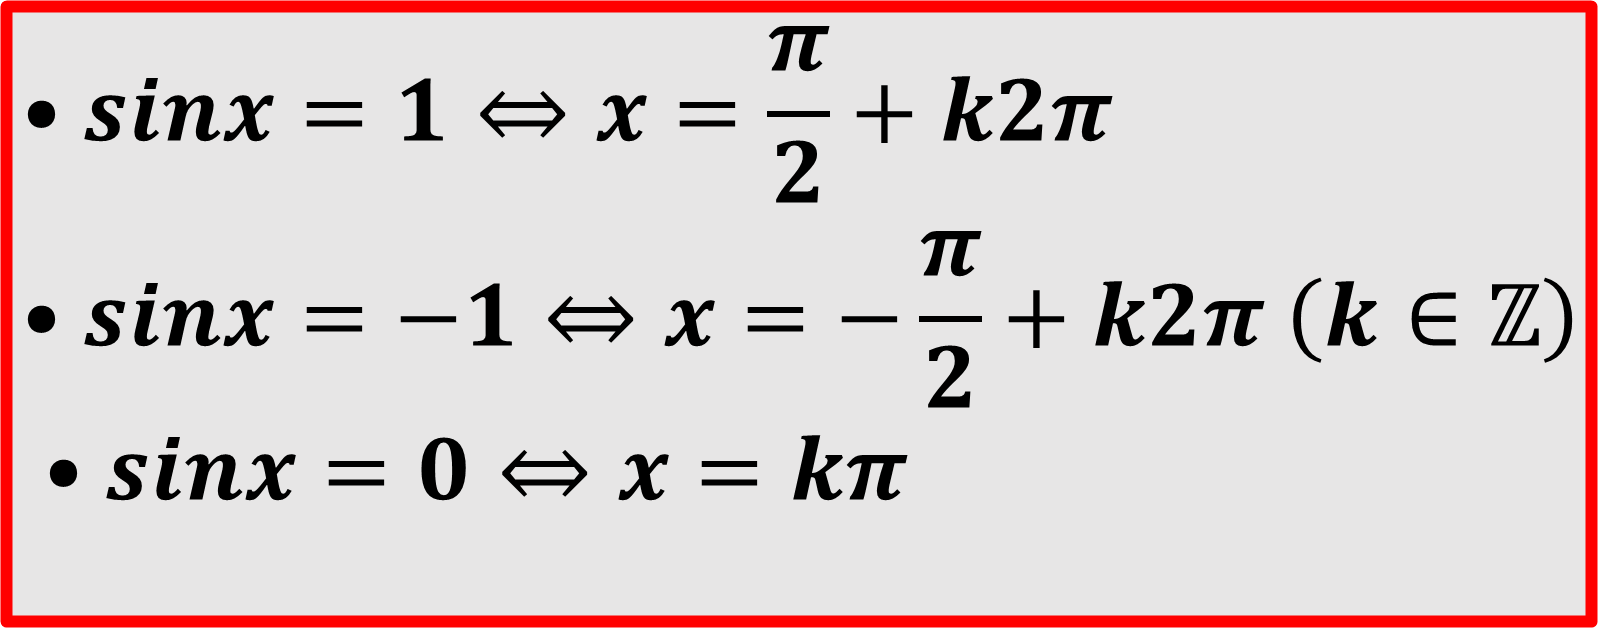 • sinx = 1 ⇔ x = π/2 + k2π
• sinx = −1 ⇔ x = −π/2 + k2π (k ∈ ℤ)
• sinx = 0 ⇔ x = kπ